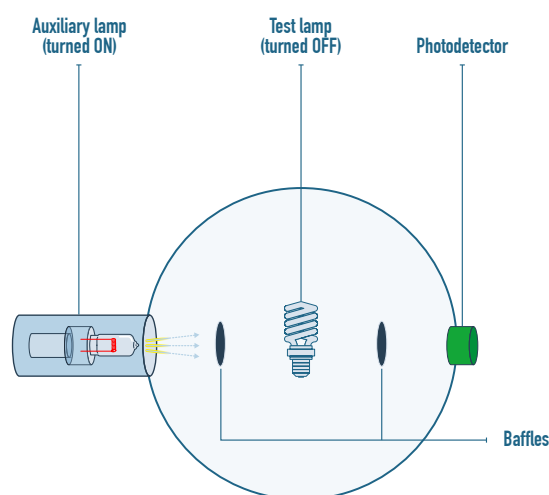 Auxiliary lamp
(turned ON)
Test lamp
(turned OFF)
Photodetector
Baffles